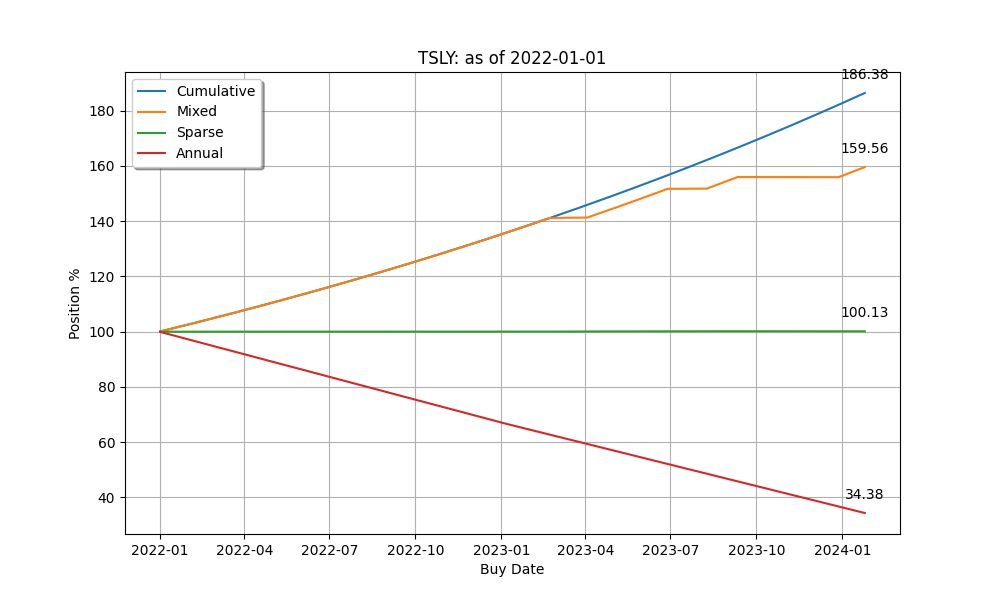 TSLY: as of 2022-01-01
186.38
Cumulative
Mixed
Sparse
Annual
180
160
159.56
140
120
100.13
100
80
60
40
34.38
Position %
2022-01 2022-04 2022-07 2022-10 2023-01 2023-04 2023-07 2023-10 2024-01
Buy Date